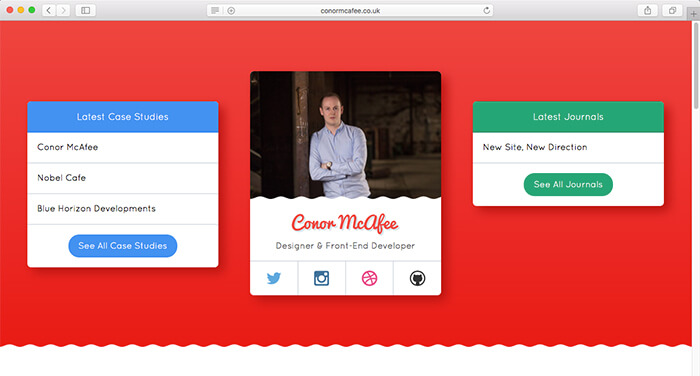 conormcafee.co.uk
Latest Case Studies
Conor McAfee
Nobel Cafe
Blue Horizon Developments
See All Case Studies
Conor McAfee
Designer & Front-End Developer
Latest Journals
New Site, New Direction
See All Journals